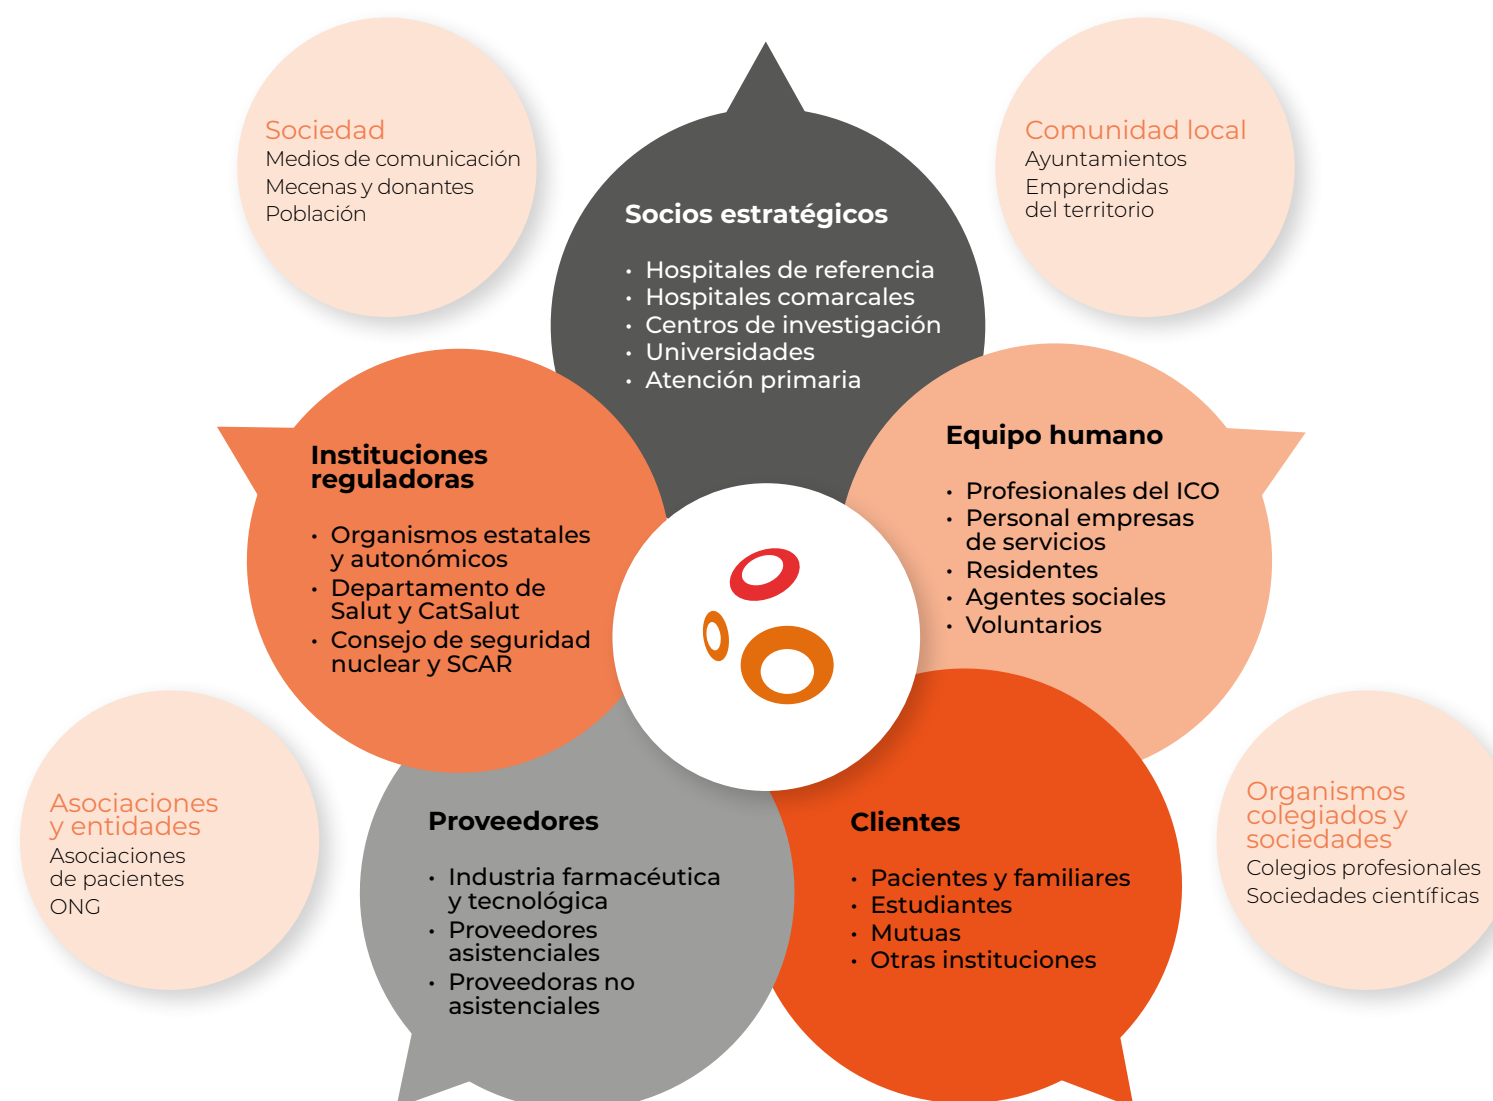 Sociedad
Medios de comunicación
Mecenas y donantes
Población
Comunidad local
Ayuntamientos
Emprendidas
del territorio
Socios estratégicos
• Hospitales de referencia
• Hospitales comarcales
• Centros de investigación
• Universidades
• Atención primaria
Instituciones
reguladoras
• Organismos estatales
y autonómicos
• Departamento de
Salut y CatSalut
• Consejo de seguridad
nuclear y SCAR
Equipo humano
• Profesionales del ICO
• Personal empresas
de servicios
• Residentes
• Agentes sociales
• Voluntarios
Asociaciones
y entidades
Asociaciones
de pacientes
ONG
Proveedores
• Industria farmacéutica
y tecnológica
• Proveedores
asistenciales
• Proveedoras no
asistenciales
Clientes
• Pacientes y familiares
• Estudiantes
• Mutuas
• Otras instituciones
Organismos
colegiados y
sociedades
Colegios profesionales
Sociedades científicas